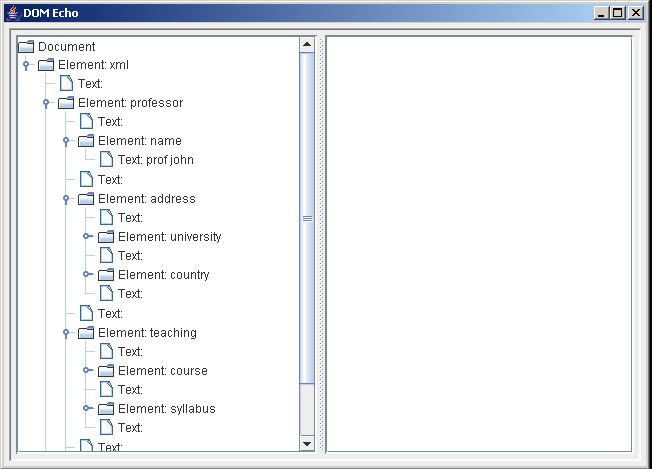 DOM Echo
Document
Element: xml
Text:
Element: professor
Text:
Element: name
Text: prof john
Text:
Element: address
Text:
Element: university
Text:
Element: country
Text:
Text:
Element: teaching
Text:
Element: course
Text:
Element: syllabus
Text:
Text: